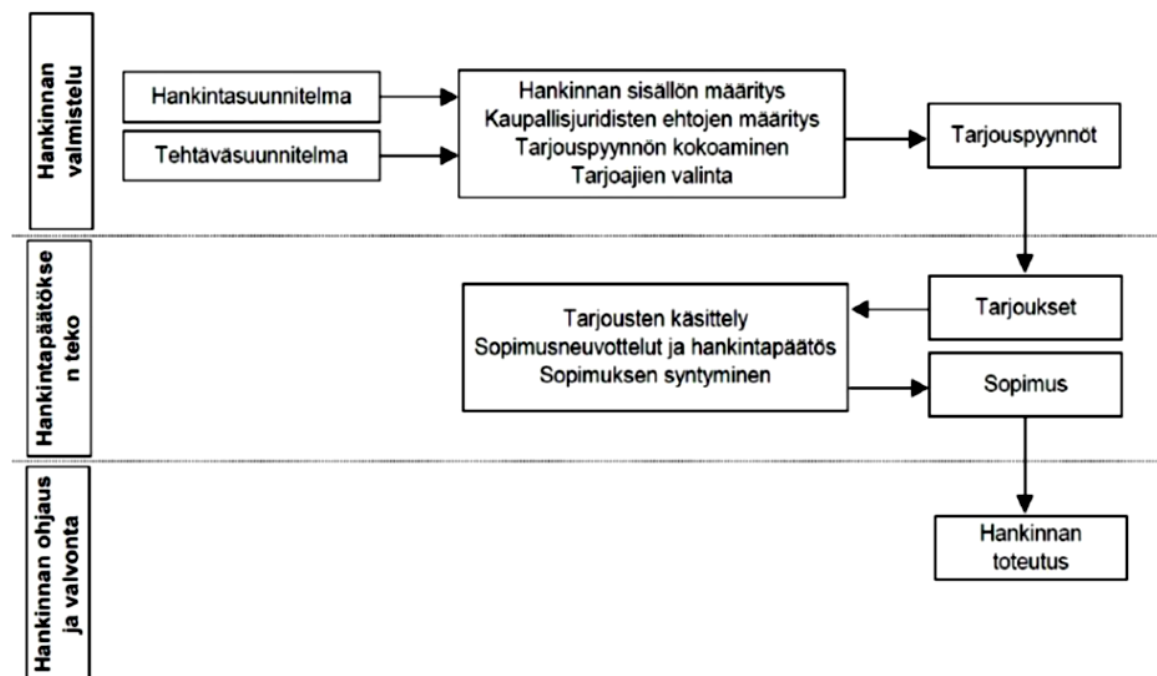 Hankinnan
valmistelu
Hankintasuunnitelma
Tehtäväsuunnitelma
Hankinnan sisällön määritys
Kaupallisjuridisten ehtojen määritys
Tarjouspyynnön kokoaminen
Tarjoajien valinta
Tarjouspyynnöt
Hankintapäätökse
n teko
Tarjousten käsittely
Sopimusneuvottelut ja hankintapäätös
Sopimuksen syntyminen
Tarjoukset
Sopimus
Hankinnan ohjaus
ja valvonta
Hankinnan
toteutus